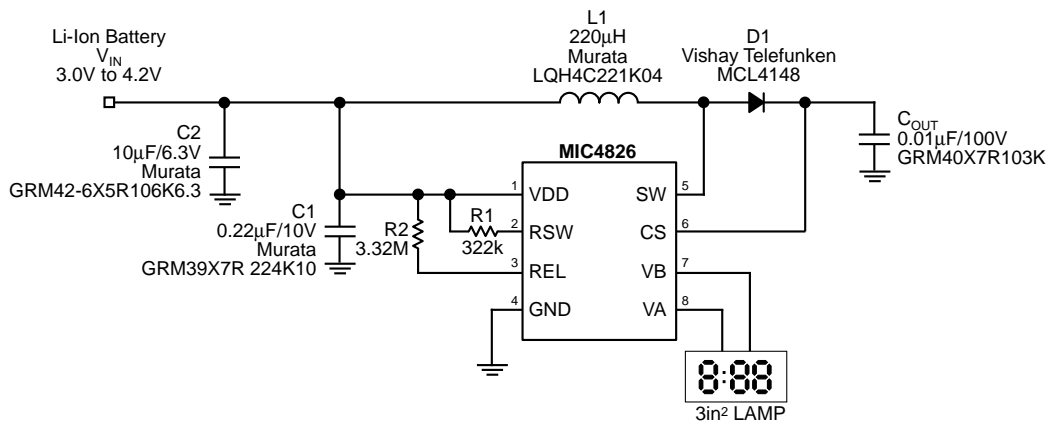 Li-Ion Battery
VIN
3.0V to 4.2V
L1
220µH
Murata
LQH4C221K04
D1
Vishay Telefunken
MCL4148
C2
10µF/6.3V
Murata
GRM42-6X5R106K6.3
COUT
0.01µF/100V
GRM40X7R103K
MIC4826
C1
0.22µF/10V
Murata
GRM39X7R 224K10
R2
3.32M
R1
322k
1 VDD
2 RSW
3 REL
4 GND
SW 5
CS 6
VB 7
VA 8
8:88
3in² LAMP